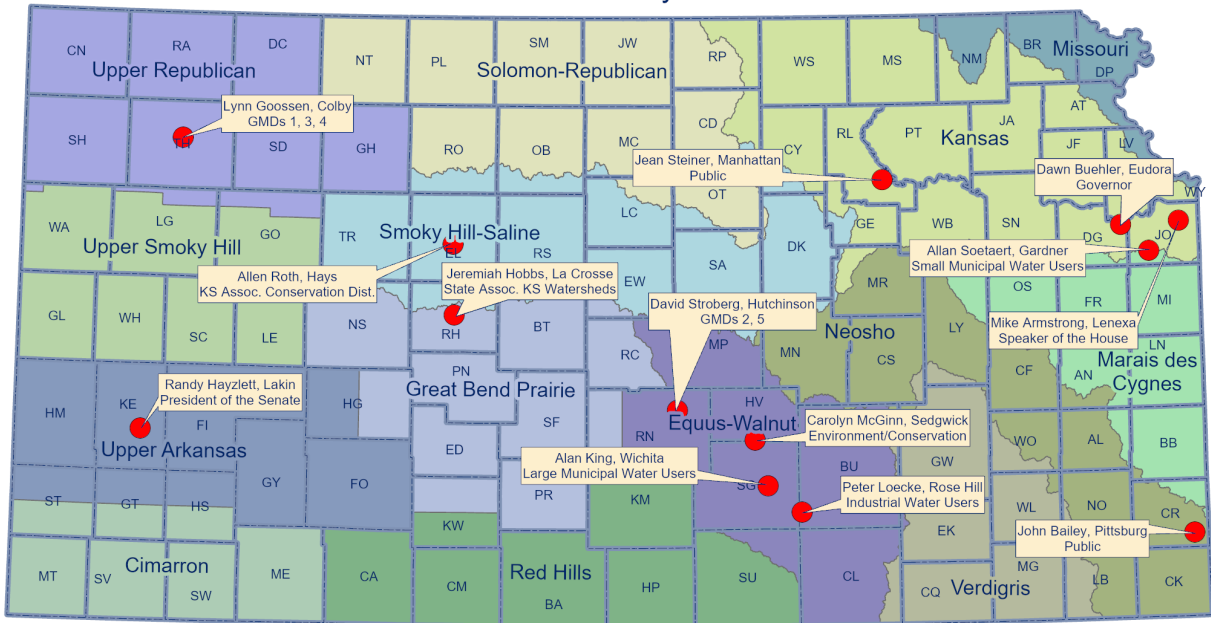 CN
RA
DC
NT
PL
SM
JW
RP
WS
MS
NM
BR
DP
Missouri
Upper Republican
Solomon-Republican
Lynn Goossen, Colby
GMDs 1, 3, 4
SH
TH
SD
GH
RO
OB
MC
CD
CY
RL
PT
JA
AT
JF
LV
Kansas
Jean Steiner, Manhattan
Public
Dawn Buehler, Eudora
Governor
WY
WA
LG
GO
TR
EL
RS
LC
OT
DK
GE
WB
SN
DG
JO
Upper Smoky Hill
Smoky Hill-Saline
Allen Roth, Hays
KS Assoc. Conservation Dist.
Jeremiah Hobbs, La Crosse
State Assoc. KS Watersheds
Allan Soetaert, Gardner
Small Municipal Water Users
SA
EW
MR
OS
FR
MI
David Stroberg, Hutchinson
GMDs 2, 5
Mike Armstrong, Lenexa
Speaker of the House
GL
WH
SC
LE
NS
RH
BT
RC
MP
MN
CS
LY
LN
Neosho
CF
AN
Marais des
Cygnes
Randy Hayzlett, Lakin
President of the Senate
HM
KE
FI
HG
PN
Great Bend Prairie
SF
RN
HV
Equus-Walnut
Carolyn McGinn, Sedgwick
Environment/Conservation
Upper Arkansas
ED
Alan King, Wichita
Large Municipal Water Users
SG
BU
GW
WO
AL
BB
Peter Loecke, Rose Hill
Industrial Water Users
ST
GT
HS
GY
FO
PR
KM
KW
EK
WL
NO
CR
John Bailey, Pittsburg
Public
MT
SV
Cimarron
SW
ME
CA
CM
Red Hills
BA
HP
SU
CL
CQ
Verdigris
MG
LB
CK